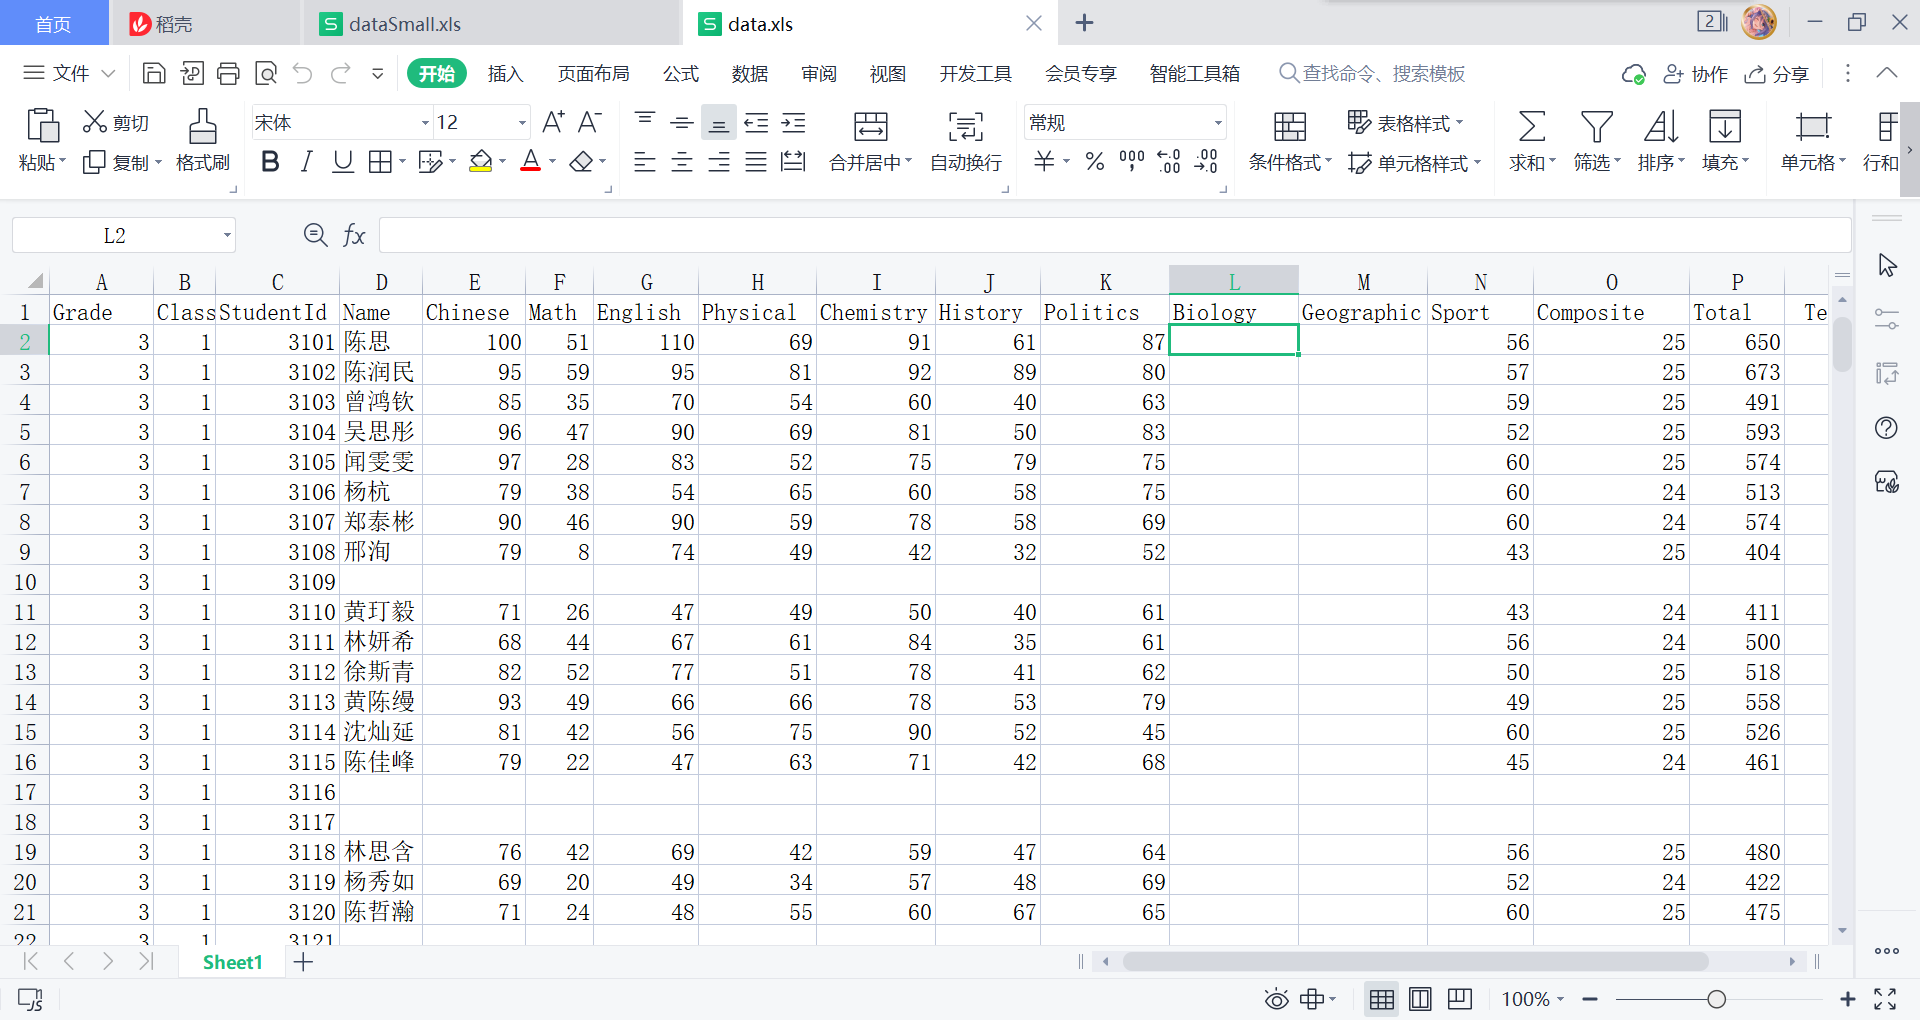 首页 稻壳 dataSmall.xls data.xls
文件 开始 插入 页面布局 公式 数据 审阅 视图 开发工具 会员专享 智能工具箱 查找命令、搜索模板 协作 分享
剪切 宋体 12 常规 表格样式
粘贴 复制 格式刷 合并居中 自动换行 条件格式 单元格样式 求和 筛选 排序 填充 单元格 行和
L2 fx
A B C D E F G H I J K L M N O P
1 Grade Class StudentId Name Chinese Math English Physical Chemistry History Politics Biology Geographic Sport Composite Total Te
2 3 1 3101 陈思 100 51 110 69 91 61 87 56 25 650
3 3 1 3102 陈润民 95 59 95 81 92 89 80 57 25 673
4 3 1 3103 曾鸿钦 85 35 70 54 60 40 63 59 25 491
5 3 1 3104 吴思彤 96 47 90 69 81 50 83 52 25 593
6 3 1 3105 闻雯雯 97 28 83 52 75 79 75 60 25 574
7 3 1 3106 杨杭 79 38 54 65 60 58 75 60 24 513
8 3 1 3107 郑泰彬 90 46 90 59 78 58 69 60 24 574
9 3 1 3108 邢洵 79 8 74 49 42 32 52 43 25 404
10 3 1 3109
11 3 1 3110 黄玎毅 71 26 47 49 50 40 61 43 24 411
12 3 1 3111 林妍希 68 44 67 61 84 35 61 56 24 500
13 3 1 3112 徐斯青 82 52 77 51 78 41 62 50 25 518
14 3 1 3113 黄陈缦 93 49 66 66 78 53 79 49 25 558
15 3 1 3114 沈灿延 81 42 56 75 90 52 45 60 25 526
16 3 1 3115 陈佳峰 79 22 47 63 71 42 68 45 24 461
17 3 1 3116
18 3 1 3117
19 3 1 3118 林思含 76 42 69 42 59 47 64 56 25 480
20 3 1 3119 杨秀如 69 20 49 34 57 48 69 52 24 422
21 3 1 3120 陈哲瀚 71 24 48 55 60 67 65 60 25 475
22 3 1 3121
Sheet1
100%